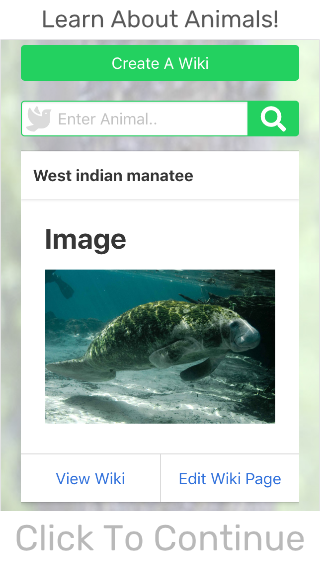 Learn About Animals!
Create A Wiki
Enter Animal..
West indian manatee
Image
View Wiki
Edit Wiki Page
Click To Continue